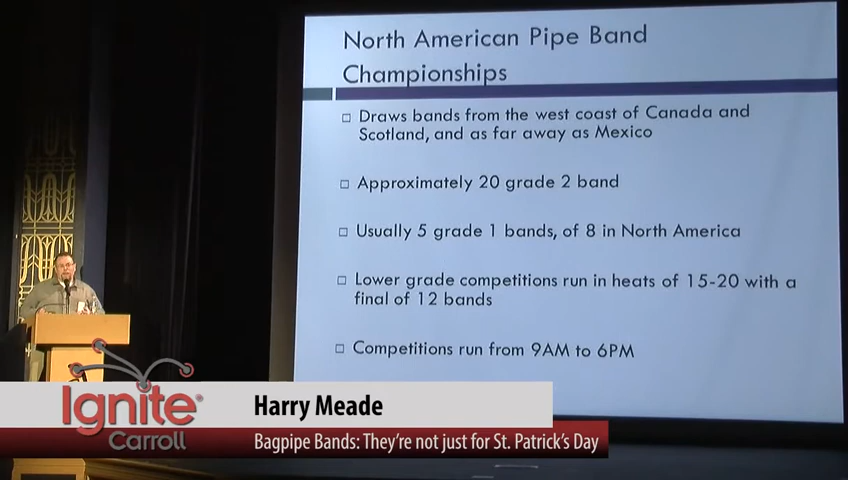 North American Pipe Band
Championships
Draws bands from the west coast of Canada and
Scotland, and as far away as Mexico
Approximately 20 grade 2 band
Usually 5 grade 1 bands, of 8 in North America
Lower grade competitions run in heats of 15-20 with a
final of 12 bands
Competitions run from 9AM to 6PM
Ignite®
Carroll
Harry Meade
Bagpipe Bands: They're not just for St. Patrick's Day